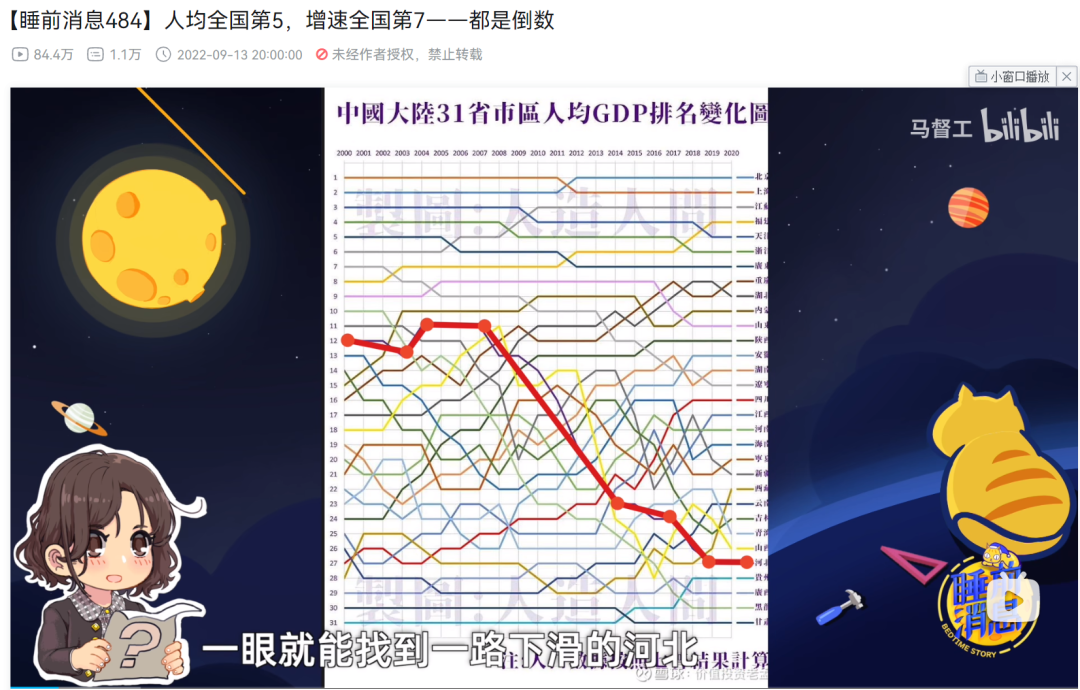 【睡前消息484】人均全国第5，增速全国第7——都是倒数
84.4万 1.1万 2022-09-13 20:00:00 未经作者授权，禁止转载
小窗口播放
马督工 bilibili
中國大陸31省市區人均GDP排名變化圖
2000 2001 2002 2003 2004 2005 2006 2007 2008 2009 2010 2011 2012 2013 2014 2015 2016 2017 2018 2019 2020
製圖：人造人間
1 北京
2 上海
3 江蘇
4 福建
5 天津
6 浙江
7 廣東
8 重慶
9 湖北
10 內蒙
11 山東
12 陝西
13 安徽
14 湖南
15 遼寧
16 四川
17 江西
18 河南
19 海南
20 寧夏
21 新疆
22 西藏
23 雲南
24 吉林
25 青海
26 山西
27 河北
28 貴州
29 廣西
30 黑龍
31 甘肅
製圖：人造人間
一眼就能找到一路下滑的河北
結果計算
雪球：价值投资老孟
睡前消息
BEDTIME STORY